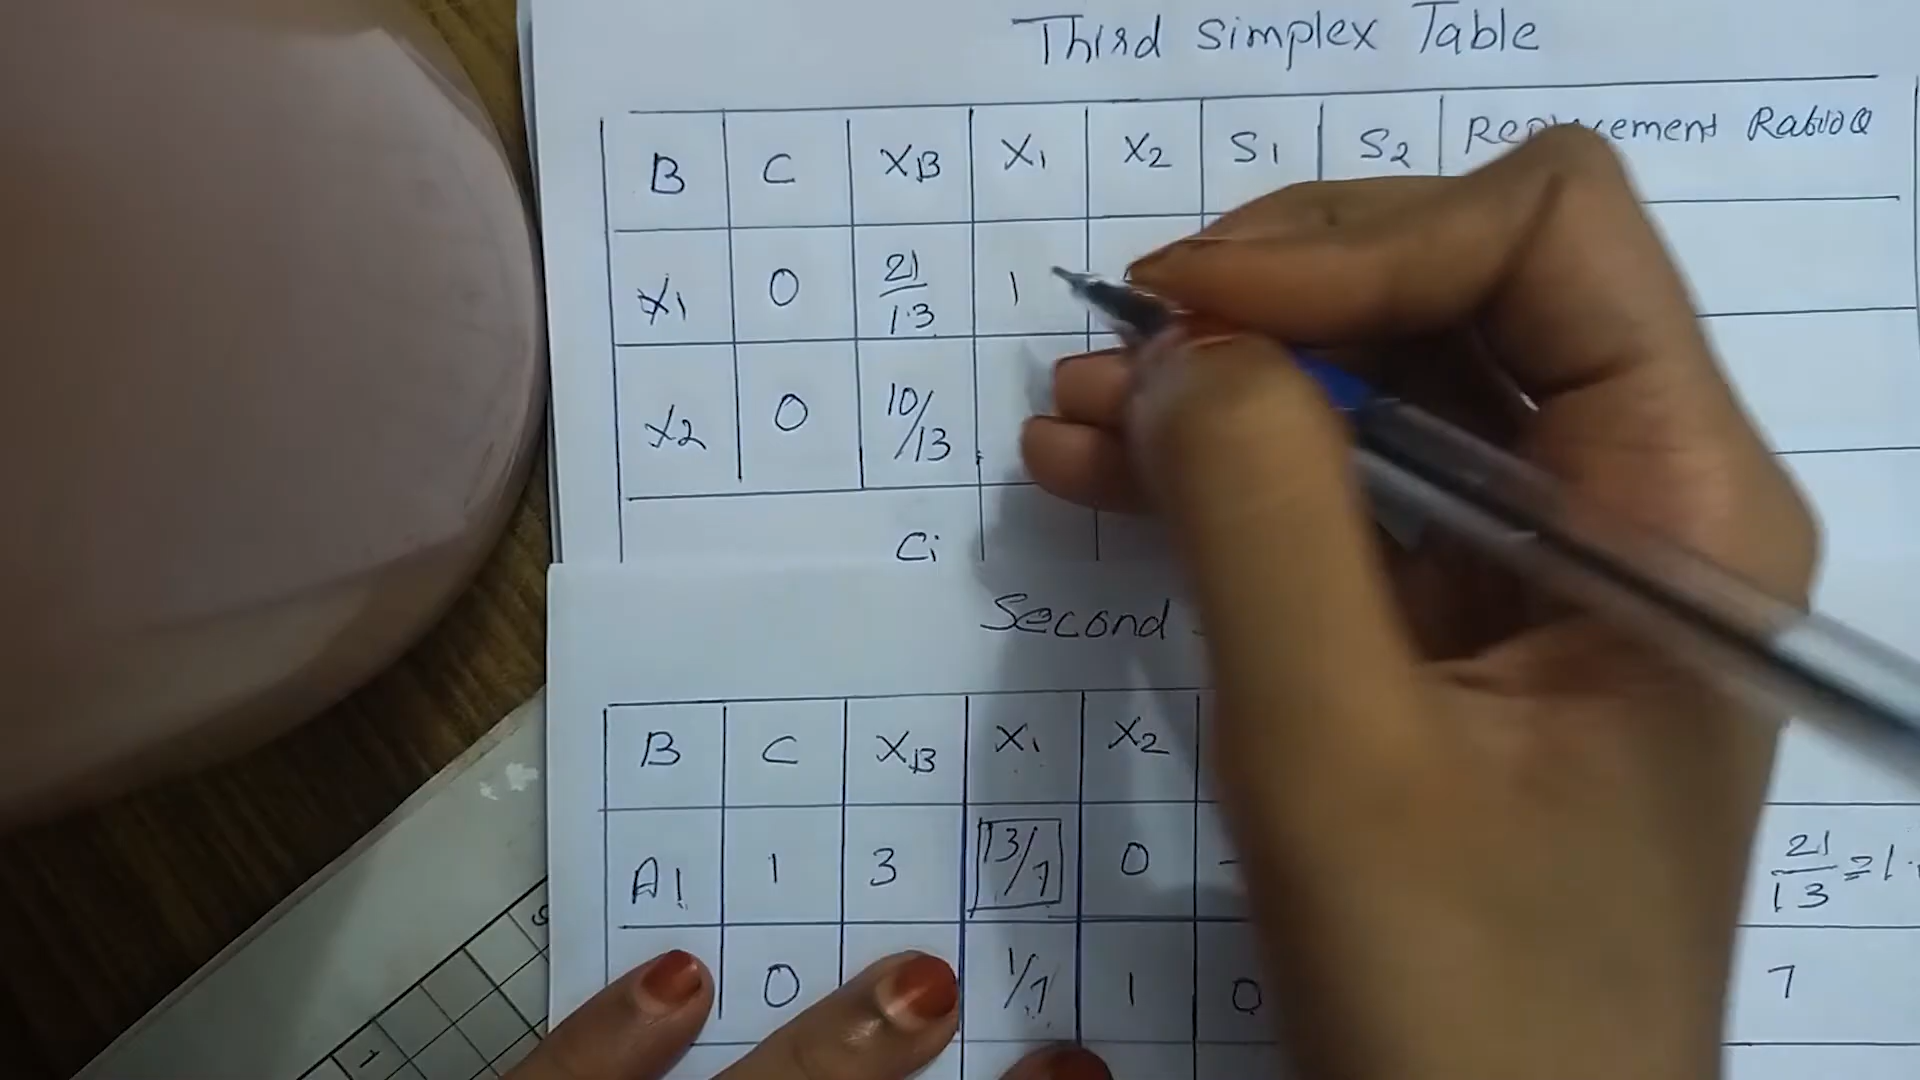 Third Simplex Table
B C XB X1 X2 S1 S2 Ratio Q
X1 0 21/13 1
X2 0 10/13
Ci
Second
B C XB X1 X2
A1 1 3 13/7 0 - 21/13 = 1.
0 1/7 1 0 7